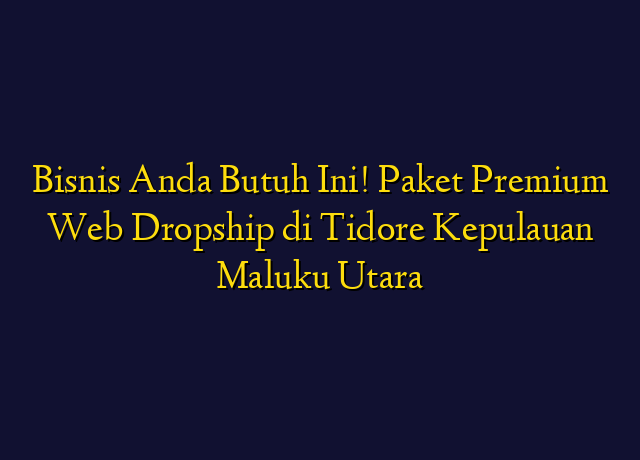 Bisnis Anda Butuh Ini! Paket Premium
Web Dropship di Tidore Kepulauan
Maluku Utara